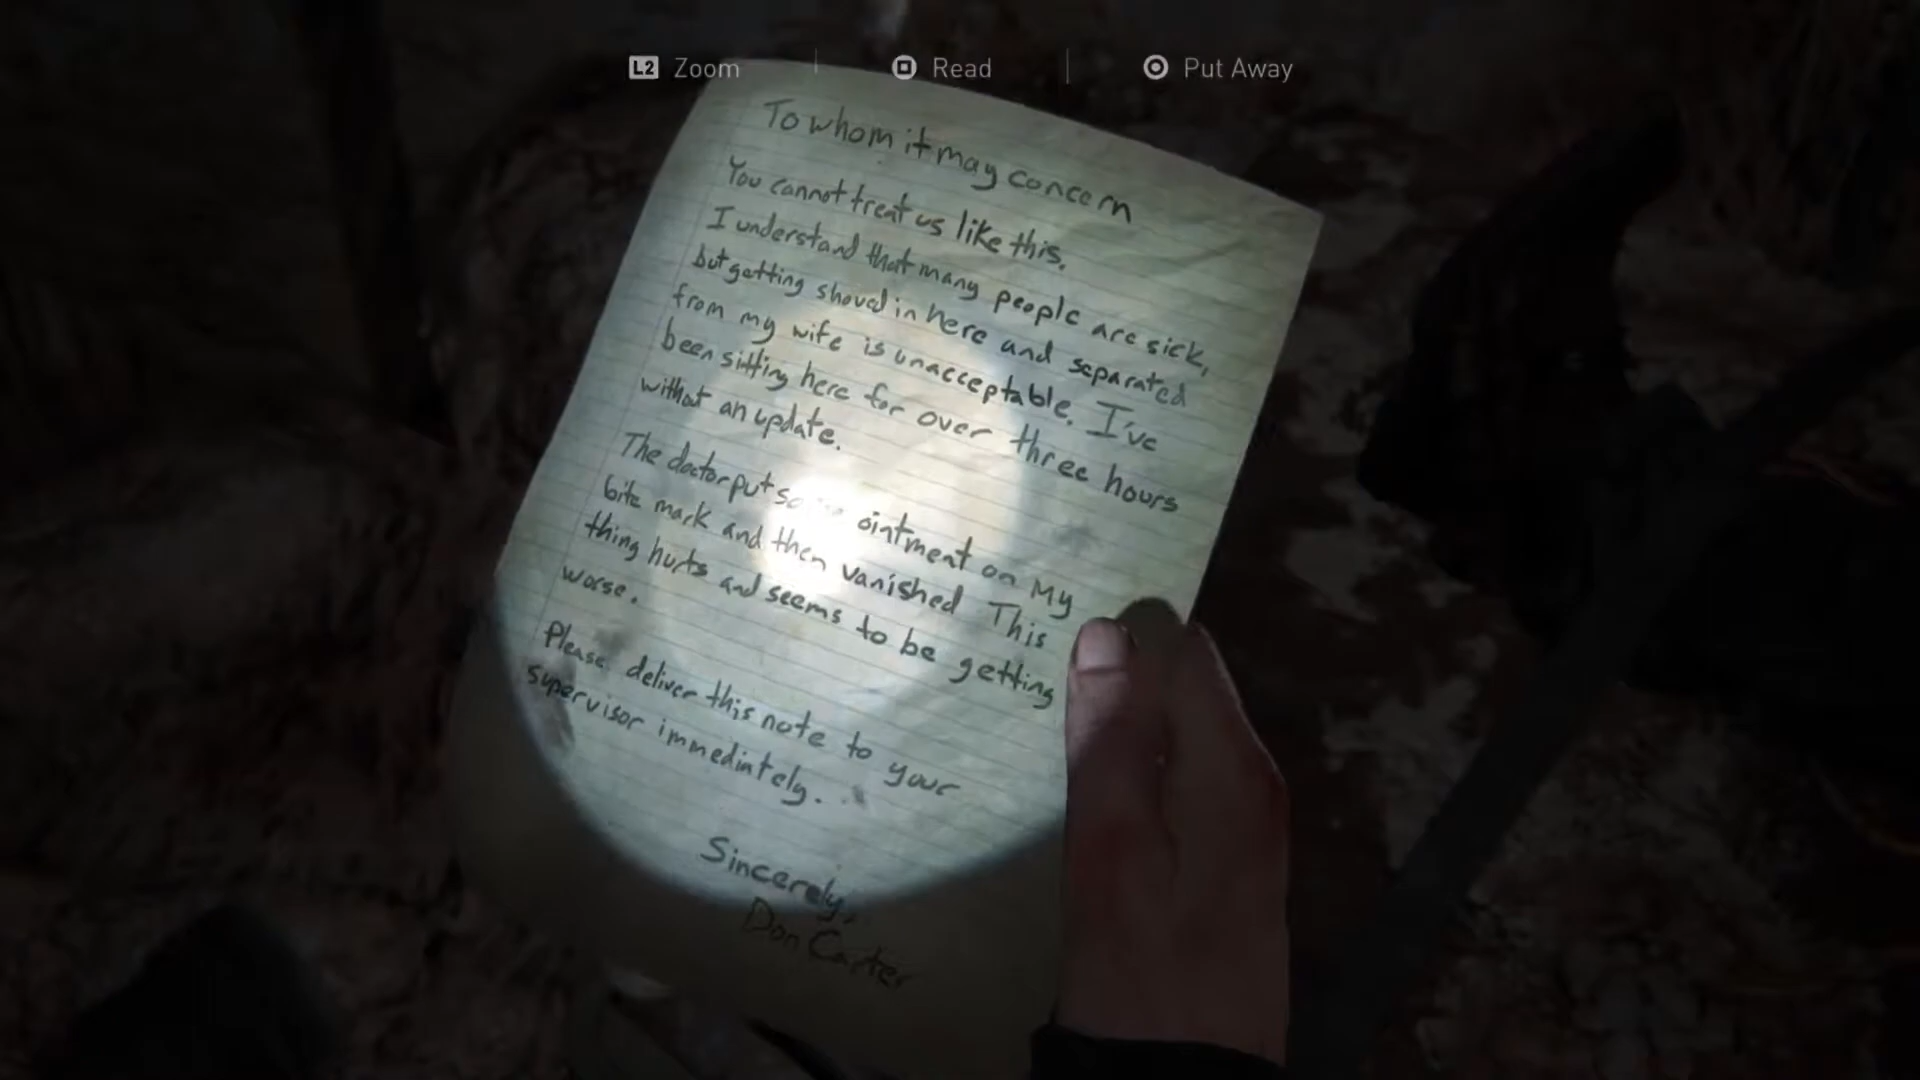 L2 Zoom
Read
Put Away
To whom it may concern
You cannot treat us like this.
I understand that many people are sick,
but getting shoved in here and separated
from my wife is unacceptable. I've
been sitting here for over three hours
without an update.
The doctor put ointment on My
bite mark and then vanished This
thing hurts and seems to be getting
worse.
Please deliver this note to your
supervisor immediately.
Sincerely,
Don Carter